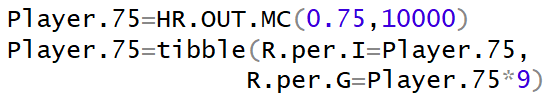 Player.75=HR.OUT.MC(0.75,10000)
Player.75=tibble(R.per.I=Player.75,
                 R.per.G=Player.75*9)